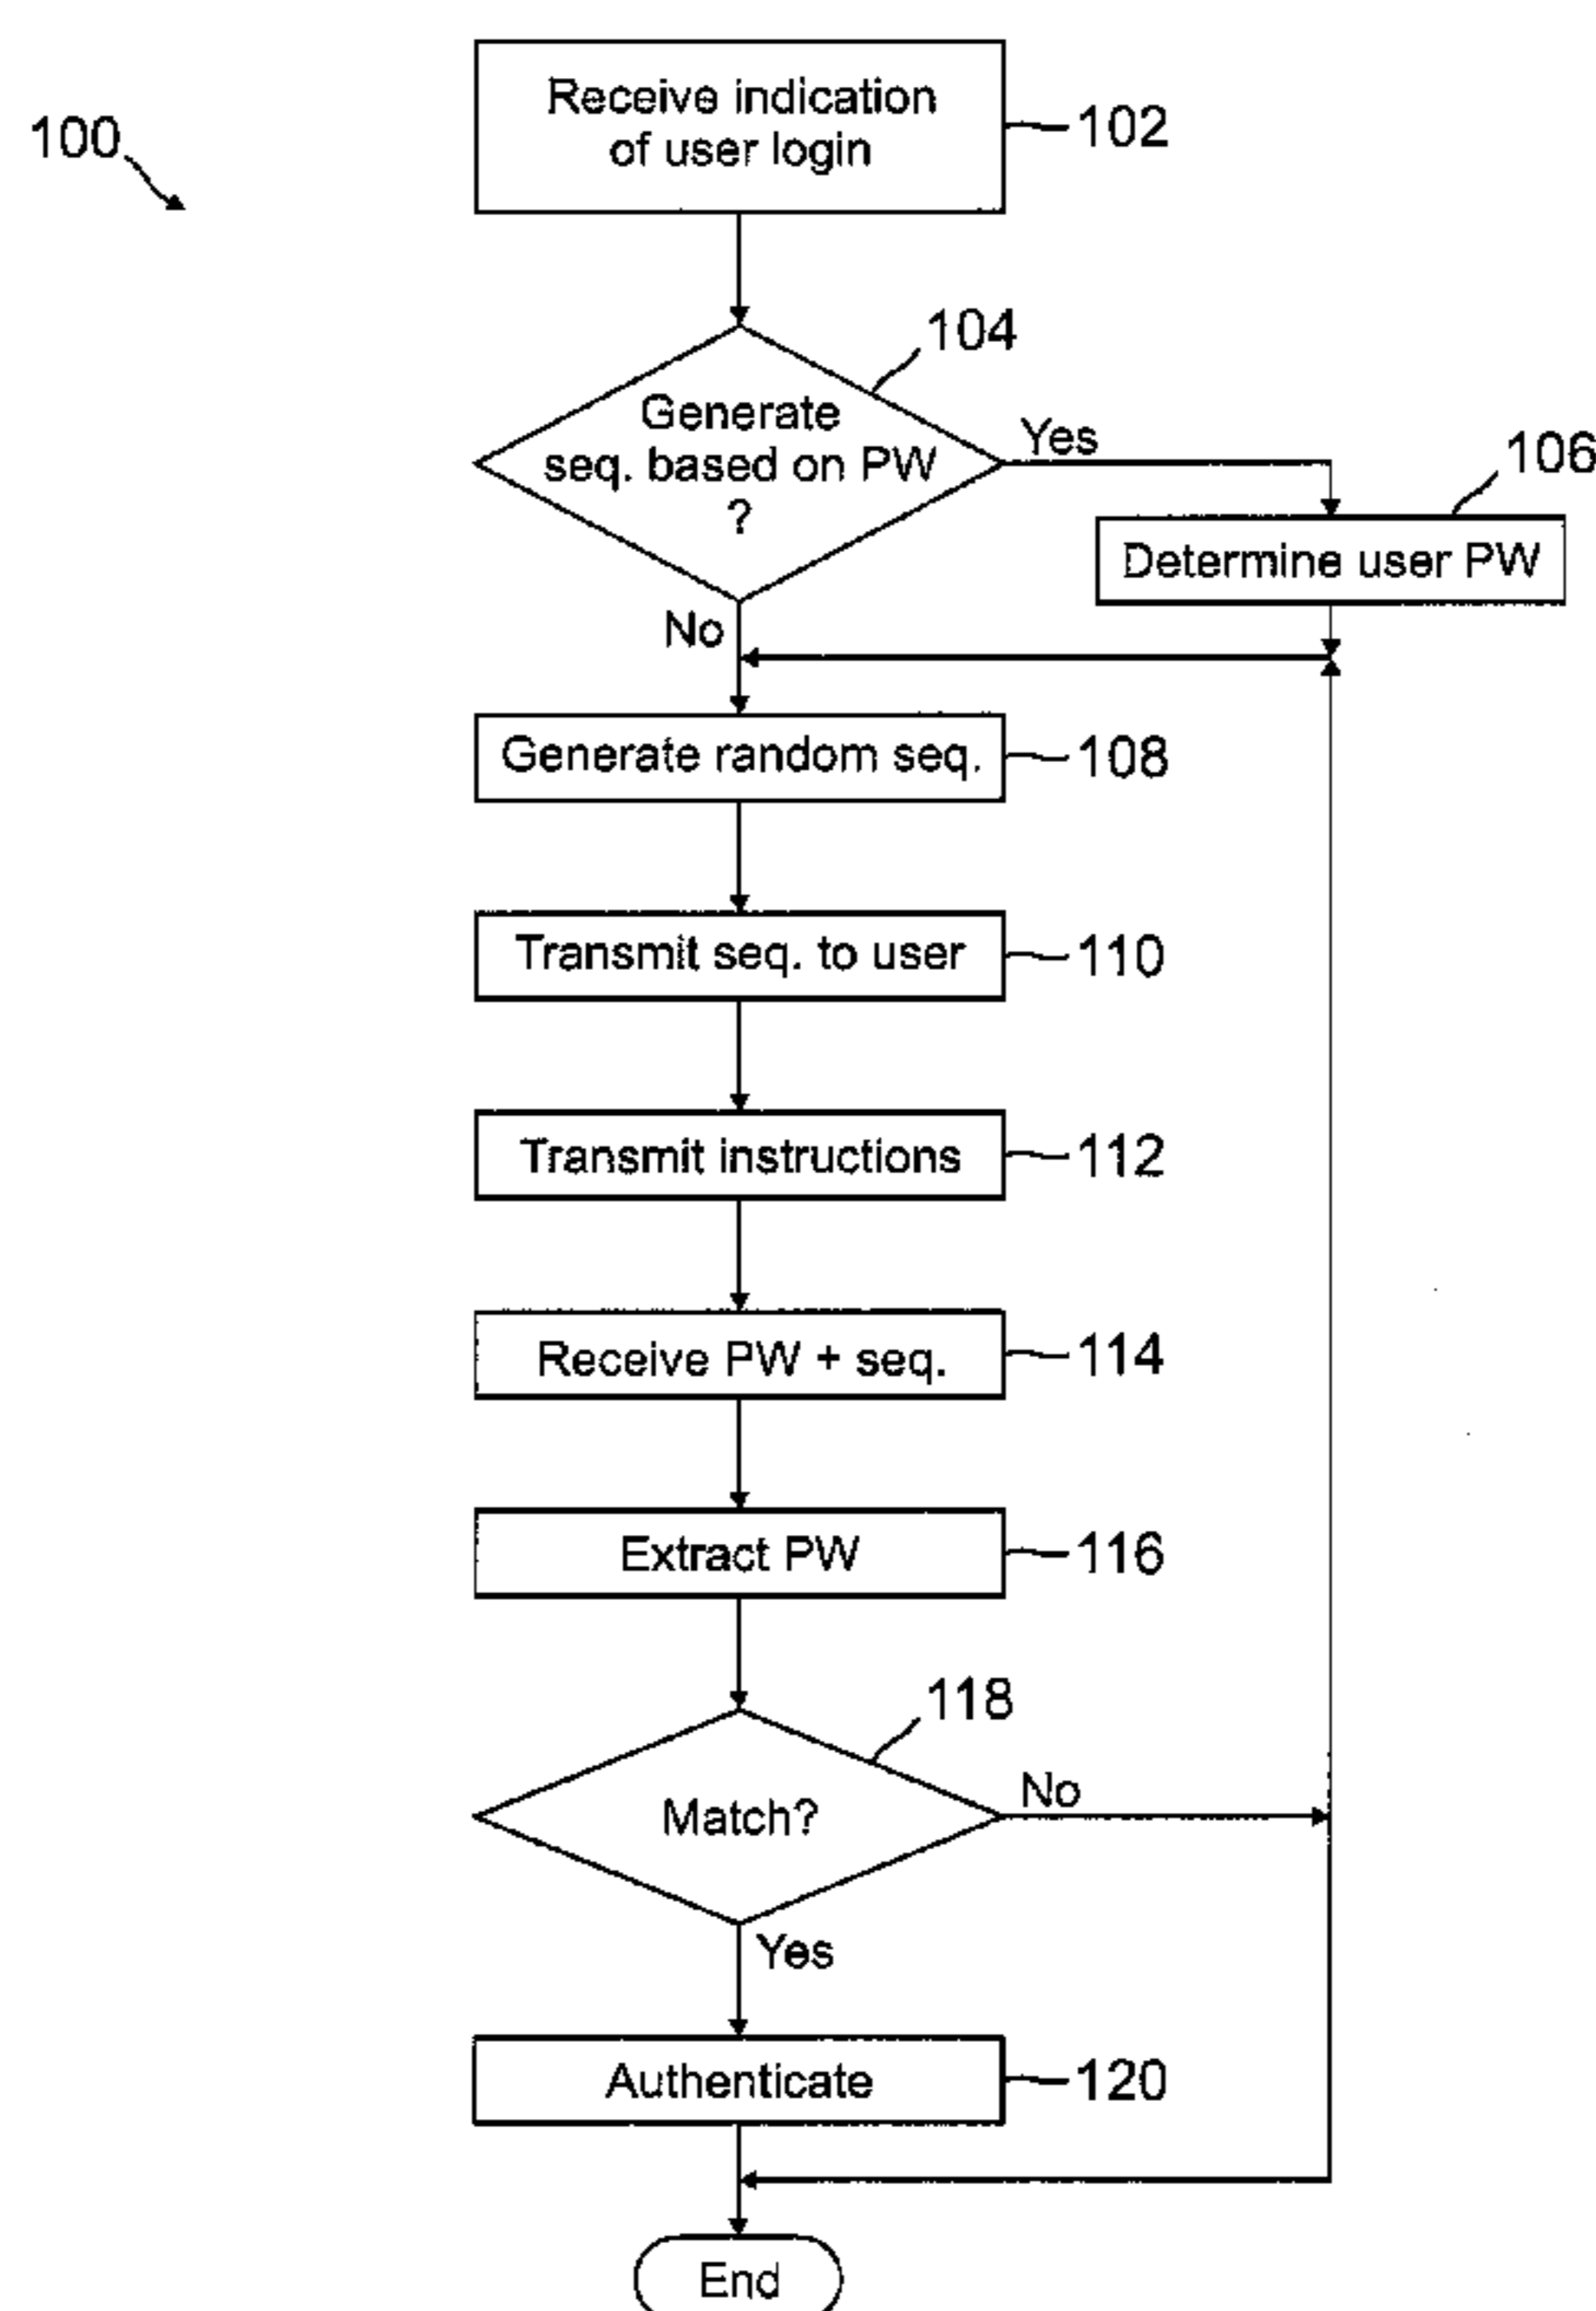 100
Receive indication
of user login
102
104
Generate
seq. based on PW
?
Yes
106
Determine user PW
No
Generate random seq.
108
Transmit seq. to user
110
Transmit instructions
112
Receive PW + seq.
114
Extract PW
116
118
Match?
No
Yes
Authenticate
120
End